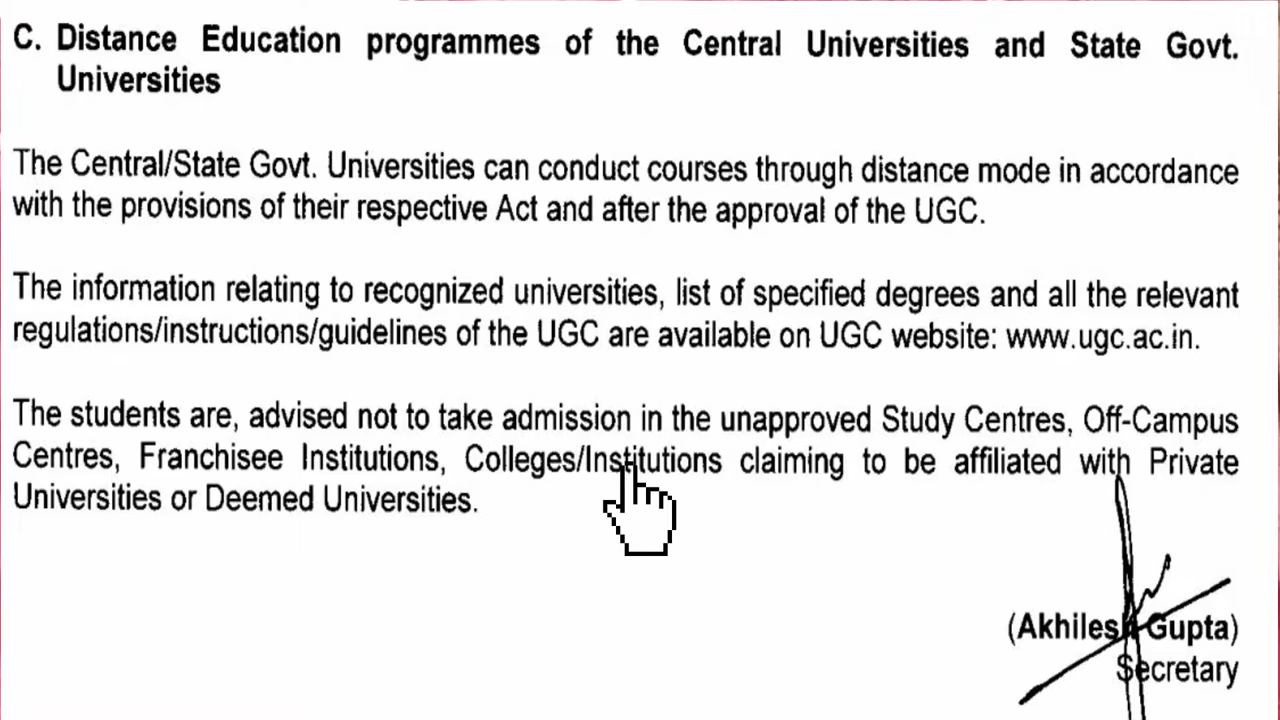 C. Distance Education programmes of the Central Universities and State Govt.
Universities
The Central/State Govt. Universities can conduct courses through distance mode in accordance
with the provisions of their respective Act and after the approval of the UGC.
The information relating to recognized universities, list of specified degrees and all the relevant
regulations/instructions/guidelines of the UGC are available on UGC website: www.ugc.ac.in.
The students are, advised not to take admission in the unapproved Study Centres, Off-Campus
Centres, Franchisee Institutions, Colleges/Institutions claiming to be affiliated with Private
Universities or Deemed Universities.
(Akhilesh Gupta)
Secretary